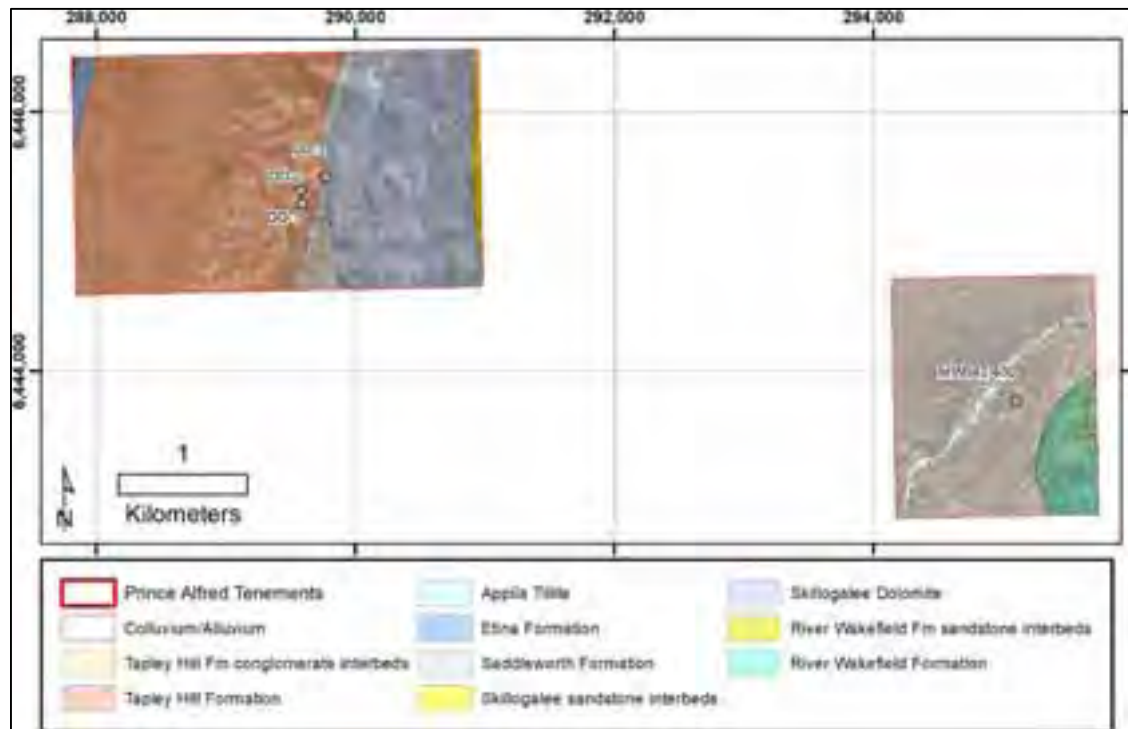 288,000 290,000 292,000 294,000
6,446,000
6,444,000
1
Kilometers
N
Prince Alfred Tenements
Colluvium/Alluvium
Tapley Hill Fm conglomerate interbeds
Tapley Hill Formation
Appila Tillite
Etina Formation
Saddleworth Formation
Skillogalee sandstone interbeds
Skillogalee Dolomite
River Wakefield Fm sandstone interbeds
River Wakefield Formation